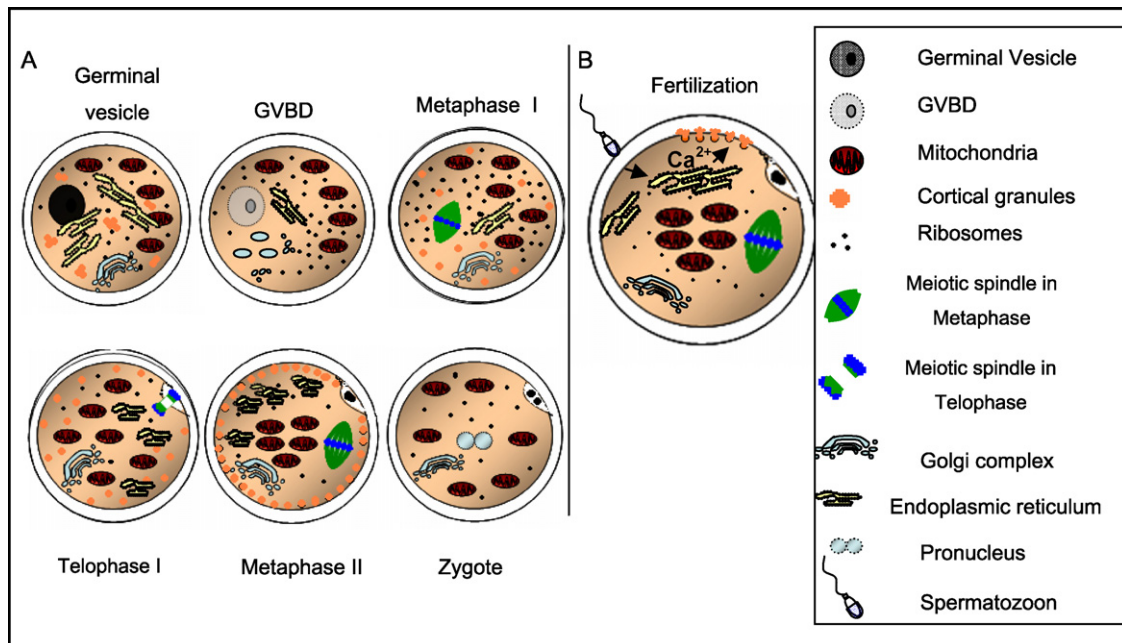 A
Germinal
vesicle
GVBD
Metaphase I
Telophase I
Metaphase II
Zygote
B
Fertilization
Ca2+
Germinal Vesicle
GVBD
Mitochondria
Cortical granules
Ribosomes
Meiotic spindle in
Metaphase
Meiotic spindle in
Telophase
Golgi complex
Endoplasmic reticulum
Pronucleus
Spermatozoon